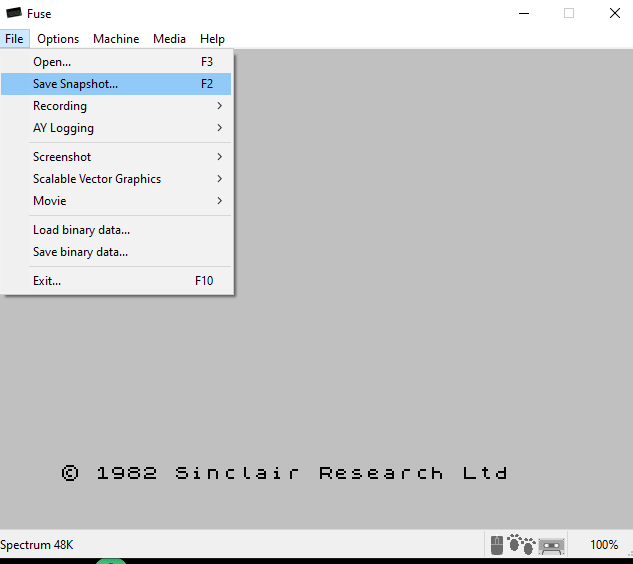 Fuse
File Options Machine Media Help
Open... F3
Save Snapshot... F2
Recording
AY Logging
Screenshot
Scalable Vector Graphics
Movie
Load binary data...
Save binary data...
Exit... F10
© 1982 Sinclair Research Ltd
Spectrum 48K 100%